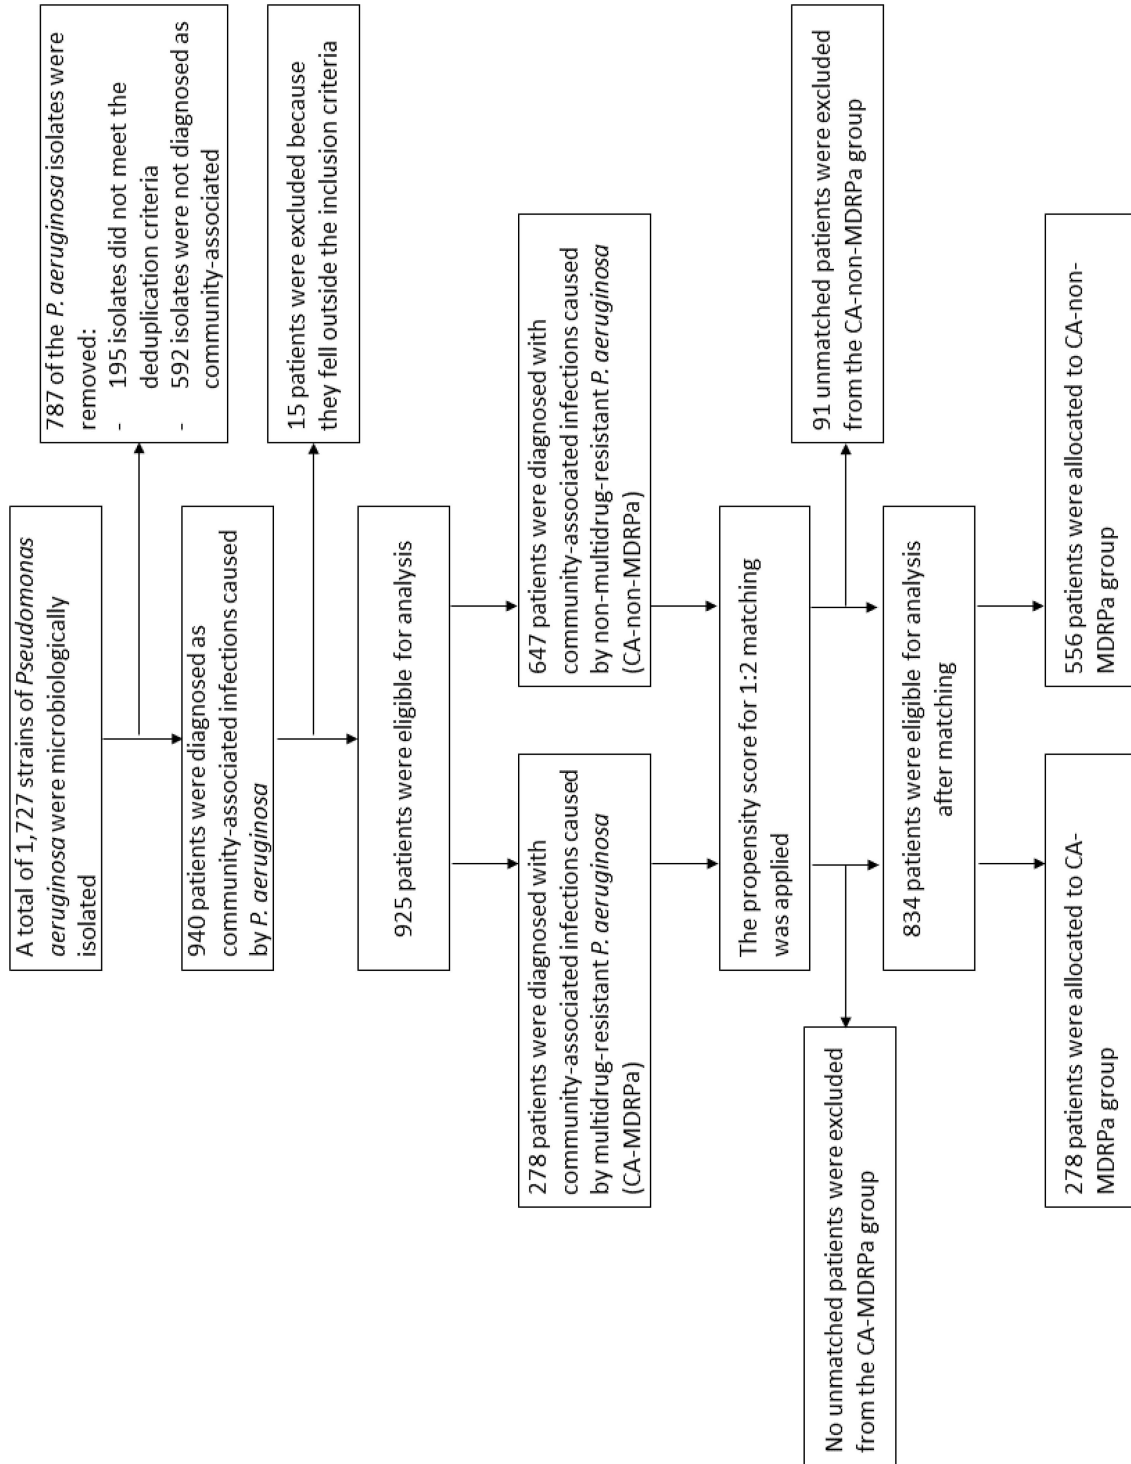 A total of 1,727 strains of Pseudomonas
aeruginosa were microbiologically
isolated
787 of the P. aeruginosa isolates were
removed:
- 195 isolates did not meet the
deduplication criteria
- 592 isolates were not diagnosed as
community-associated
940 patients were diagnosed as
community-associated infections caused
by P. aeruginosa
15 patients were excluded because
they fell outside the inclusion criteria
925 patients were eligible for analysis
278 patients were diagnosed with
community-associated infections caused
by multidrug-resistant P. aeruginosa
(CA-MDRPa)
647 patients were diagnosed with
community-associated infections caused
by non-multidrug-resistant P. aeruginosa
(CA-non-MDRPa)
The propensity score for 1:2 matching
was applied
No unmatched patients were excluded
from the CA-MDRPa group
91 unmatched patients were excluded
from the CA-non-MDRPa group
834 patients were eligible for analysis
after matching
278 patients were allocated to CA-
MDRPa group
556 patients were allocated to CA-non-
MDRPa group